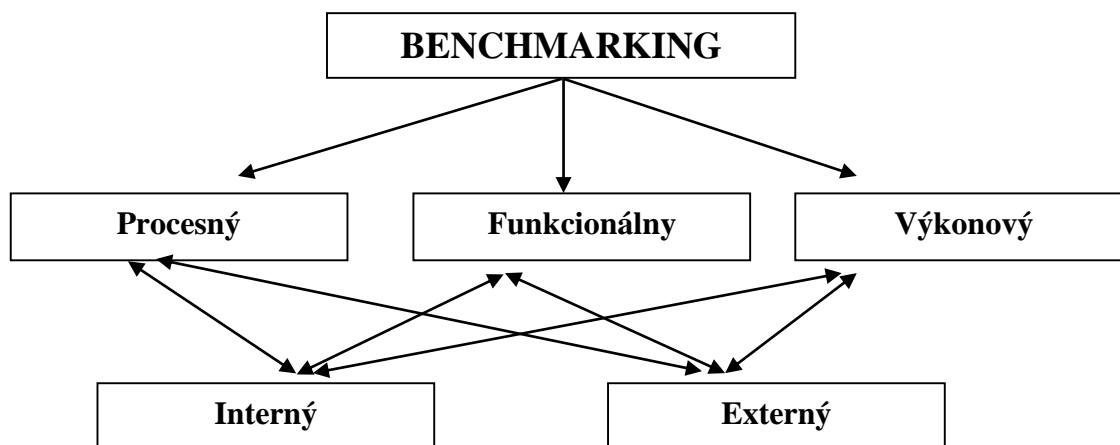 BENCHMARKING
Procesný
Funkcionálny
Výkonový
Interný
Externý